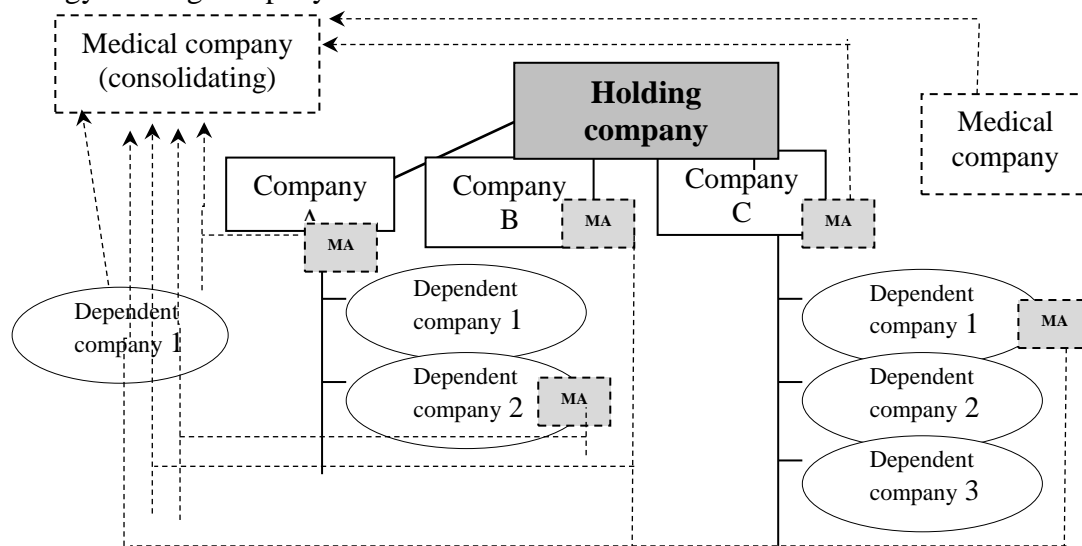 Medical company
(consolidating)
Holding
company
Medical
company
Company
Company
B
Company
C
MA
MA
MA
Dependent
company 1
Dependent
company 1
Dependent
company 2
MA
Dependent
company 1
MA
Dependent
company 2
Dependent
company 3